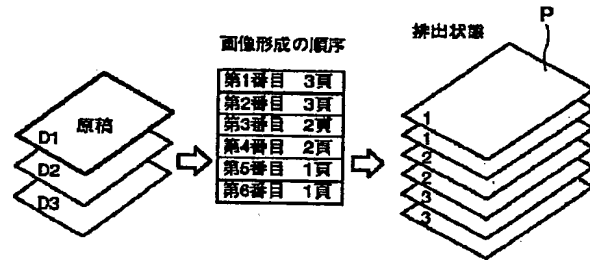 原稿
D1
D2
D3
画像形成の順序
第1番目 3頁
第2番目 3頁
第3番目 2頁
第4番目 2頁
第5番目 1頁
第6番目 1頁
排出状態
P
1
1
2
2
3
3